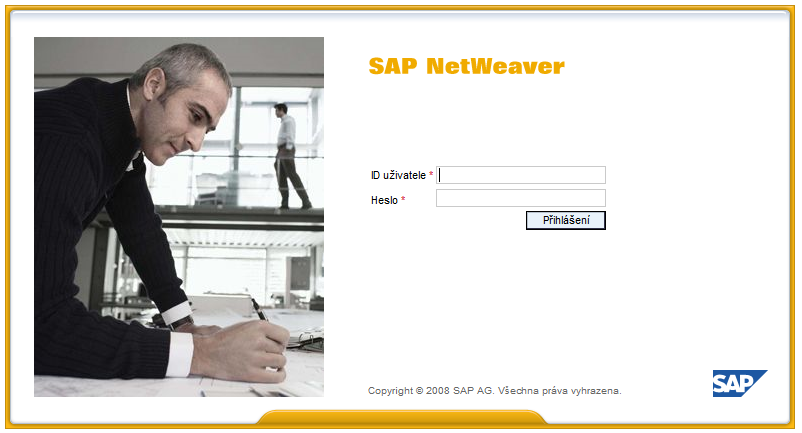 SAP NetWeaver
ID uživatele *
Heslo *
Přihlášení
Copyright © 2008 SAP AG. Všechna práva vyhrazena.
SAP